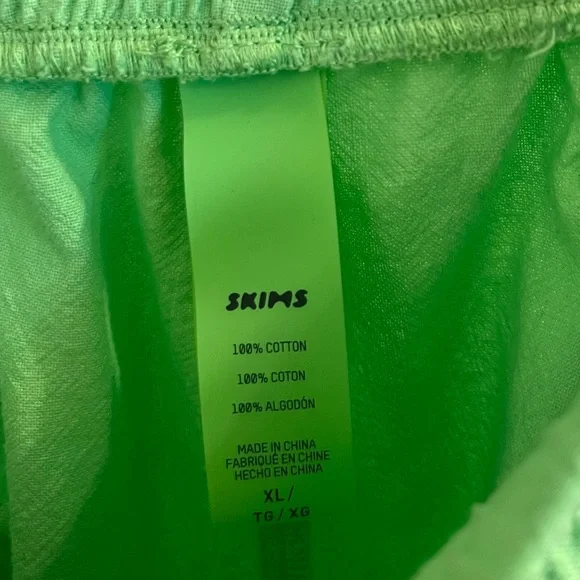 SKIMS
100% COTTON
100% COTON
100% ALGODÓN
MADE IN CHINA
FABRIQUÉ EN CHINE
HECHO EN CHINA
XL /
TG / XG